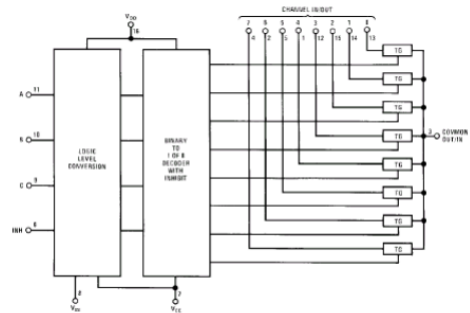 CHANNEL IN/OUT
7 6 5 4 3 2 1 0
4 2 5 1 12 15 14 13
VDD
16
A 11
B 10
C 9
INH 6
LOGIC
LEVEL
CONVERSION
BINARY
TO
1 OF 8
DECODER
WITH
INHIBIT
TG
TG
TG
TG
TG
TG
TG
TG
3 COMMON
OUT/IN
8
VSS
7
VEE